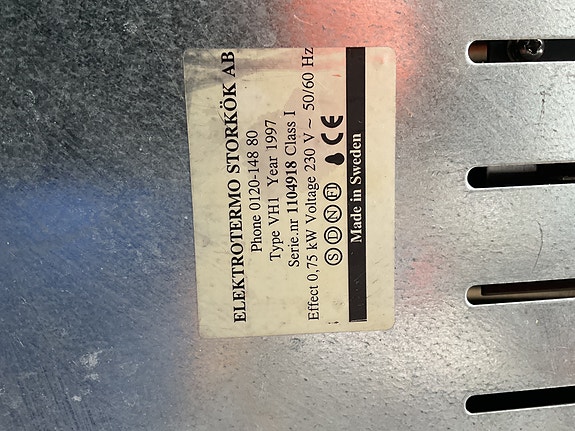 ELEKTROTERMO STORKÖK AB
Phone 0120-148 80
Type VH1 Year 1997
Serie.nr 1104918 Class I
Effect 0,75 kW Voltage 230 V ~ 50/60 Hz
S D N FI CE
Made in Sweden